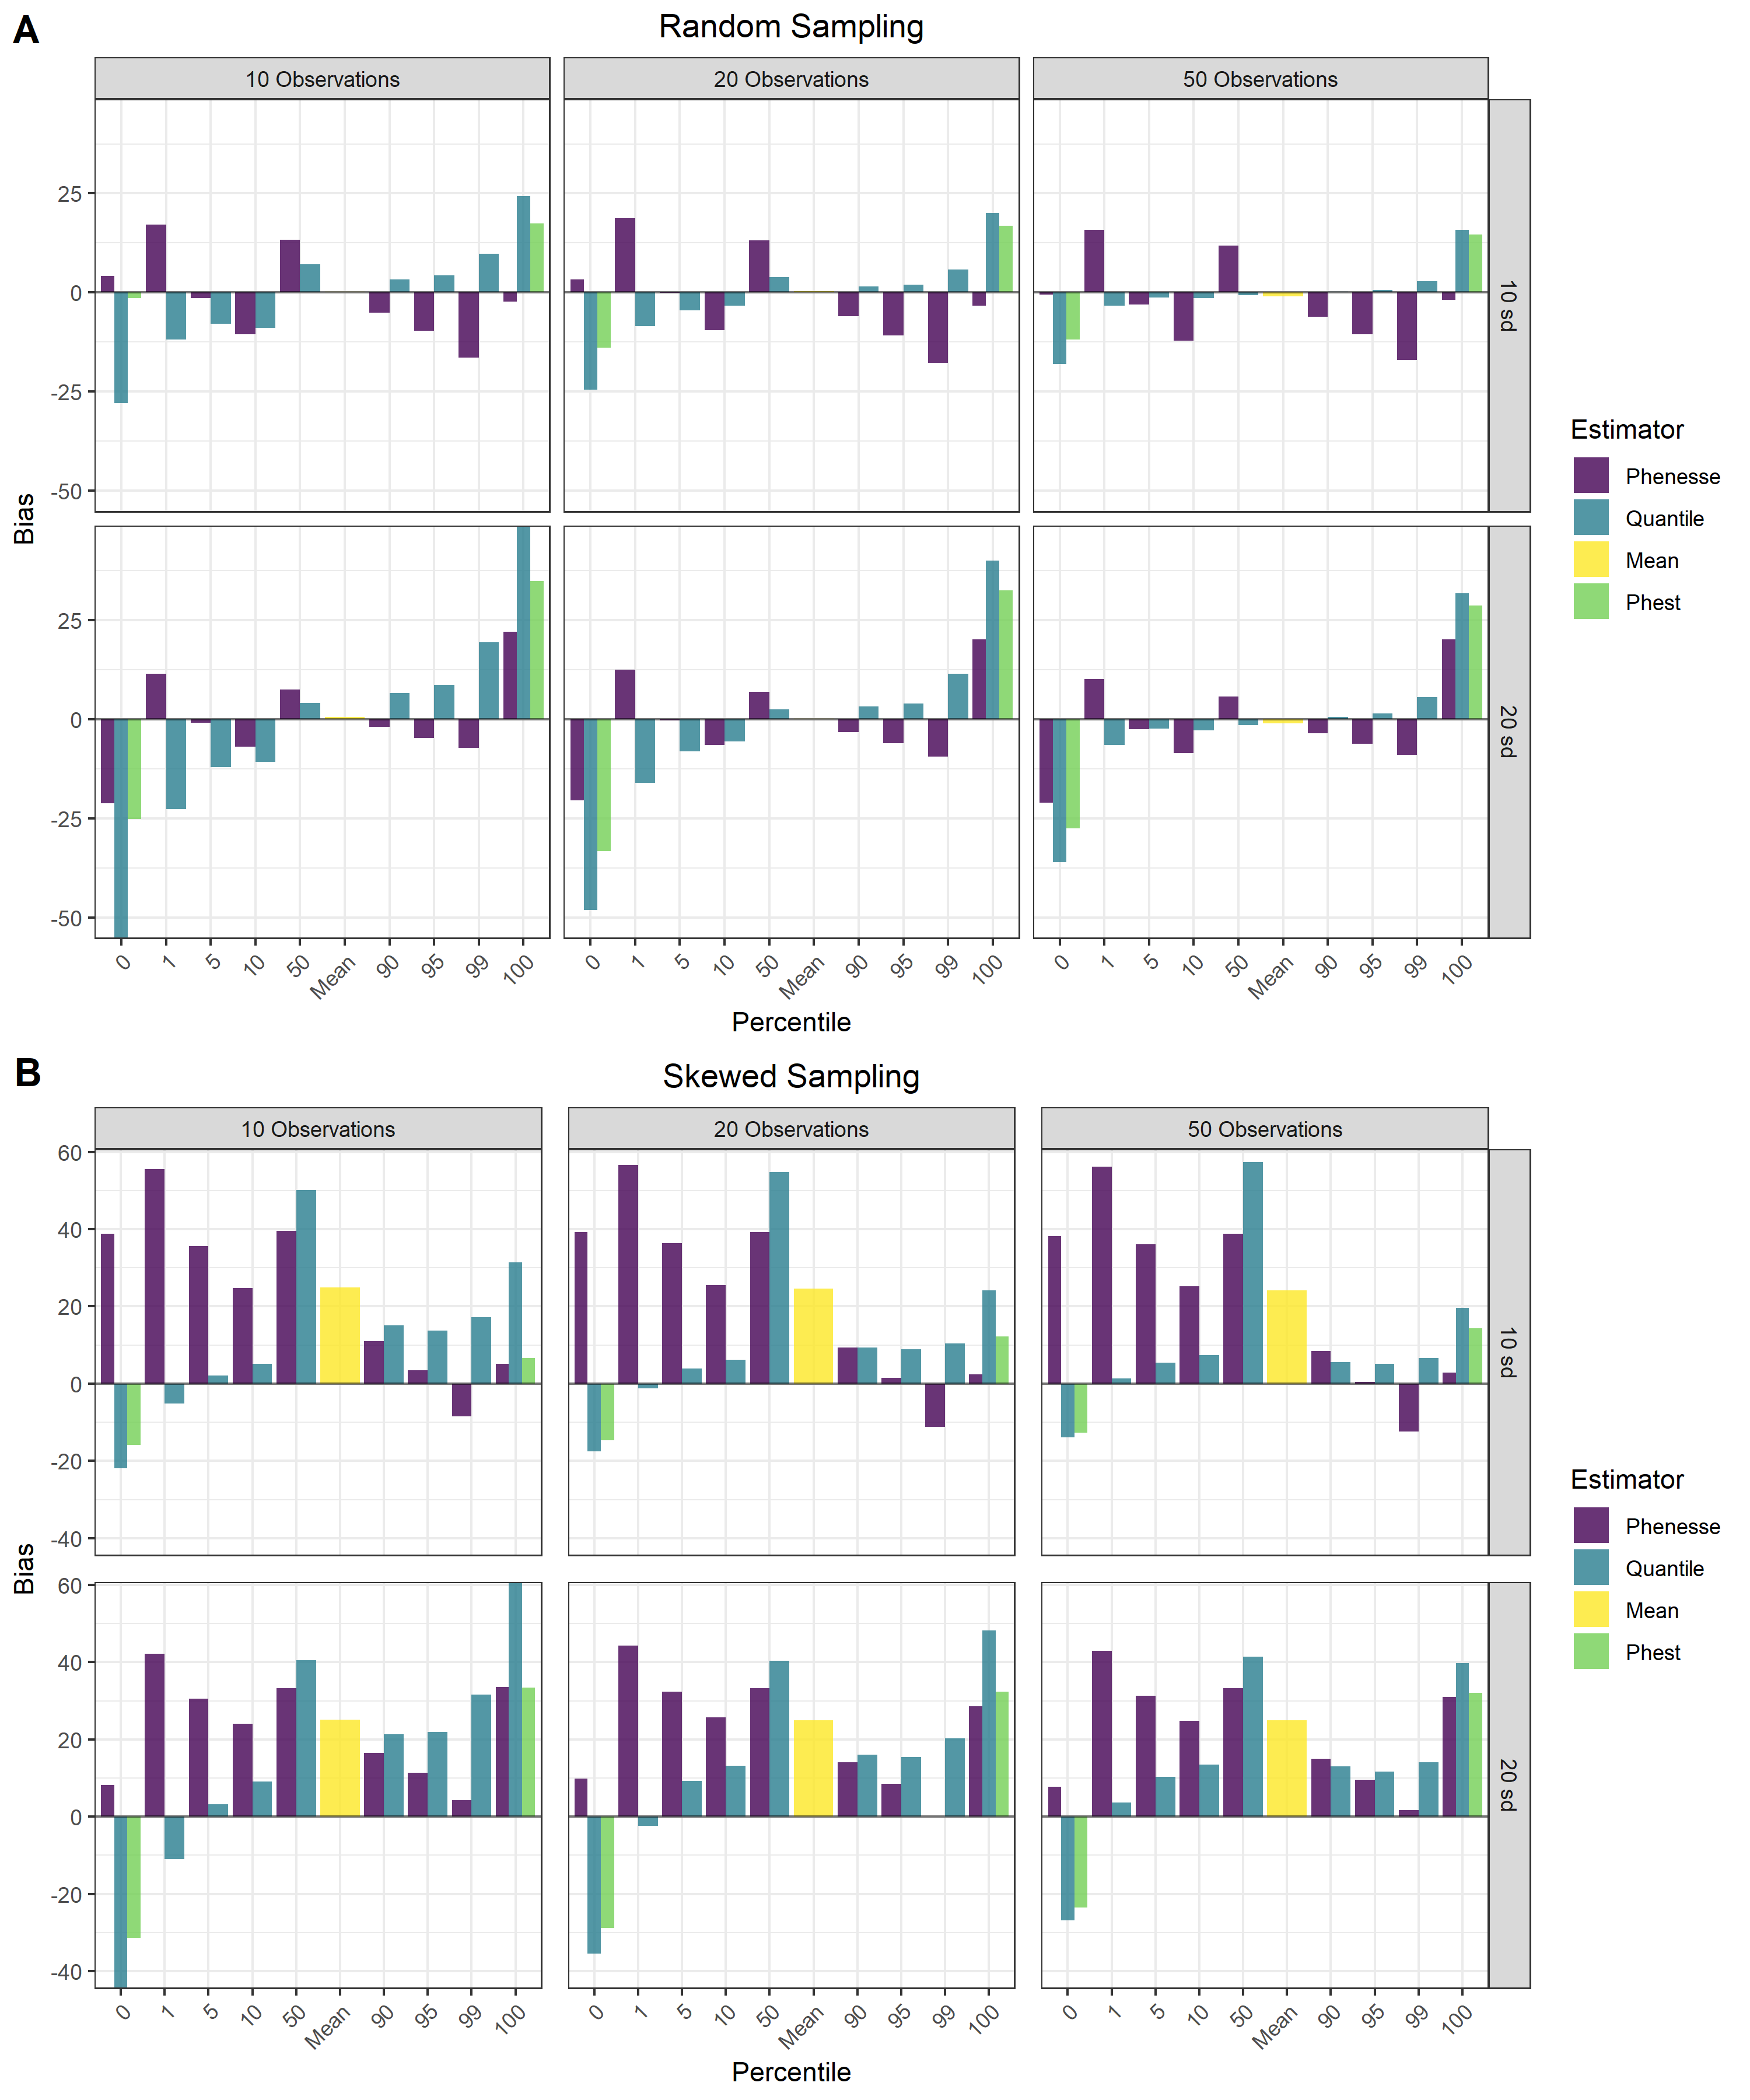 A
Random Sampling
10 Observations
20 Observations
50 Observations
25
0
-25
-50
10 sd
25
0
-25
-50
20 sd
Bias
0 1 5 10 50 Mean 90 95 99 100
0 1 5 10 50 Mean 90 95 99 100
0 1 5 10 50 Mean 90 95 99 100
Percentile
Estimator
Phenesse
Quantile
Mean
Phest
B
Skewed Sampling
10 Observations
20 Observations
50 Observations
60
40
20
0
-20
-40
10 sd
60
40
20
0
-20
-40
20 sd
Bias
0 1 5 10 50 Mean 90 95 99 100
0 1 5 10 50 Mean 90 95 99 100
0 1 5 10 50 Mean 90 95 99 100
Percentile
Estimator
Phenesse
Quantile
Mean
Phest